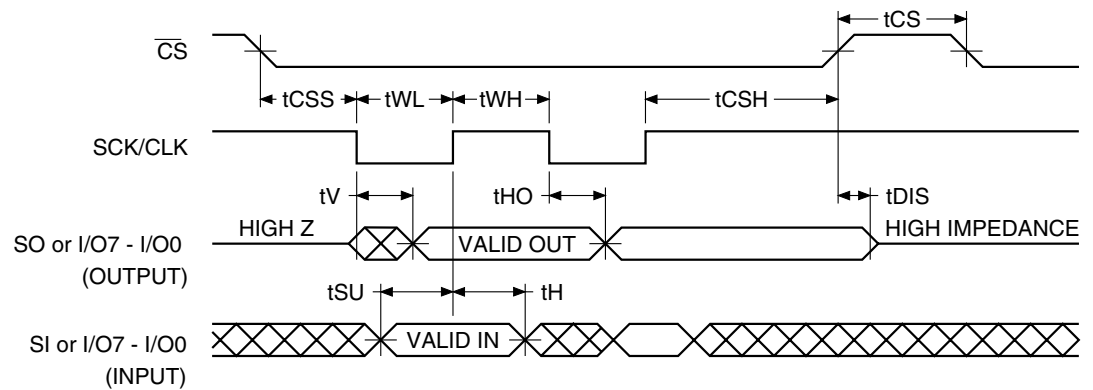 tCS
CS
tCSS
tWL
tWH
tCSH
SCK/CLK
tV
tHO
tDIS
HIGH Z
HIGH IMPEDANCE
SO or I/O7 - I/O0
VALID OUT
(OUTPUT)
tSU
tH
SI or I/O7 - I/O0
VALID IN
(INPUT)